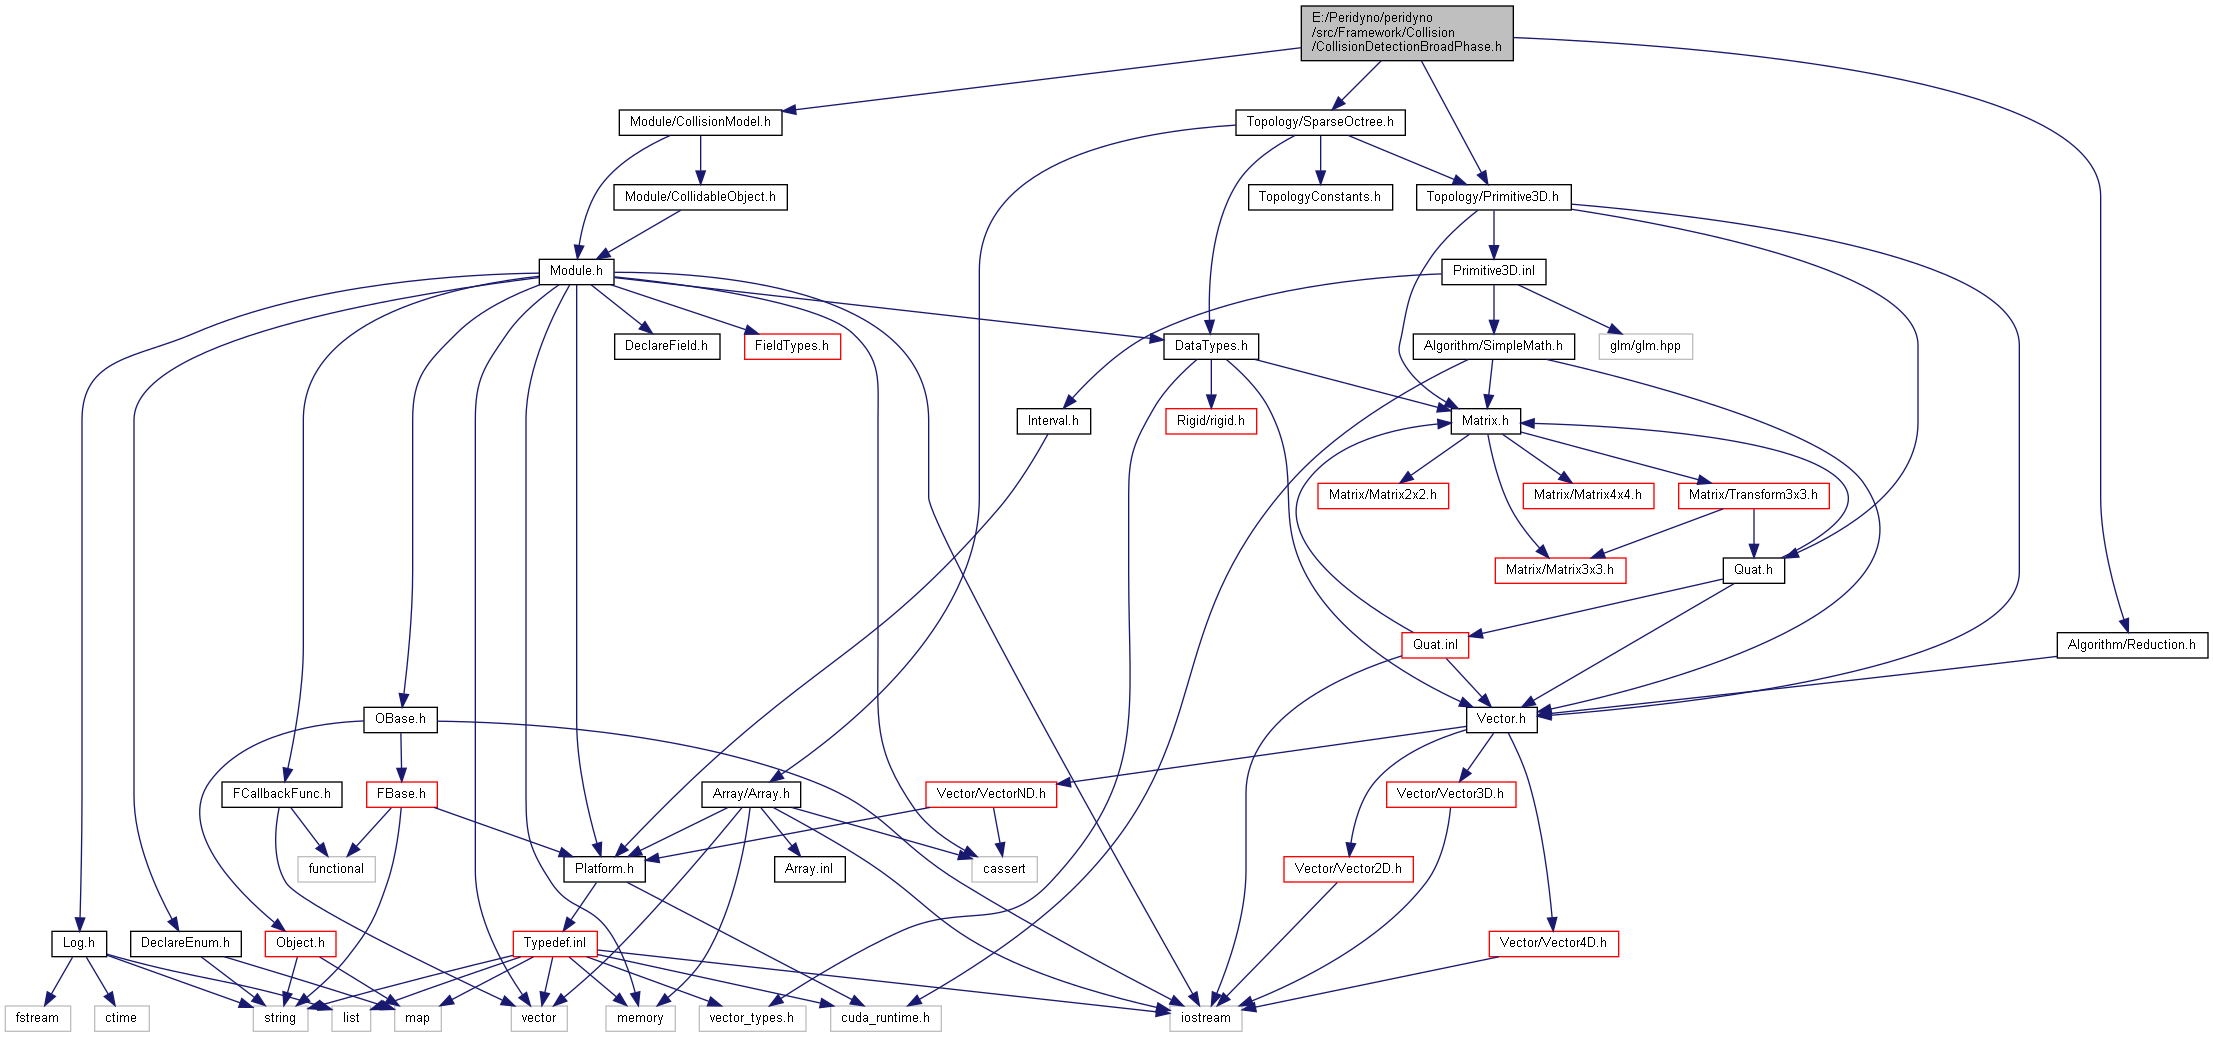 E:/Peridyno/peridyno
/src/Framework/Collision
/CollisionDetectionBroadPhase.h
Module/CollisionModel.h
Topology/SparseOctree.h
Module/CollidableObject.h
TopologyConstants.h
Topology/Primitive3D.h
Module.h
Primitive3D.inl
DeclareField.h
FieldTypes.h
DataTypes.h
Algorithm/SimpleMath.h
glm/glm.hpp
Interval.h
Rigid/rigid.h
Matrix.h
Matrix/Matrix2x2.h
Matrix/Matrix4x4.h
Matrix/Transform3x3.h
Matrix/Matrix3x3.h
Quat.h
Quat.inl
Algorithm/Reduction.h
OBase.h
Vector.h
FCallbackFunc.h
FBase.h
Array/Array.h
Vector/VectorND.h
Vector/Vector3D.h
functional
Platform.h
Array.inl
cassert
Vector/Vector2D.h
Log.h
DeclareEnum.h
Object.h
Typedef.inl
Vector/Vector4D.h
fstream
ctime
string
list
map
vector
memory
vector_types.h
cuda_runtime.h
iostream